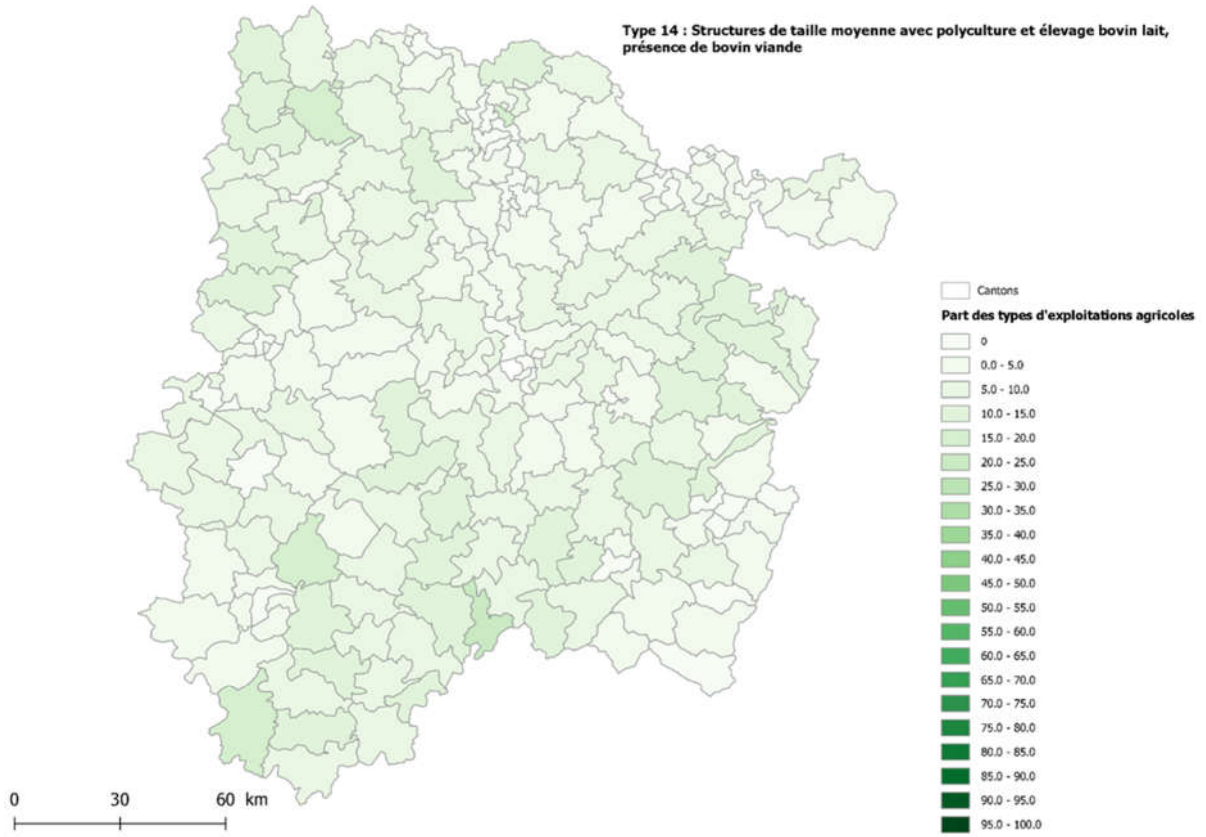 Type 14 : Structures de taille moyenne avec polyculture et élevage bovin lait,
présence de bovin viande
Cantons
Part des types d'exploitations agricoles
0
0.0 - 5.0
5.0 - 10.0
10.0 - 15.0
15.0 - 20.0
20.0 - 25.0
25.0 - 30.0
30.0 - 35.0
35.0 - 40.0
40.0 - 45.0
45.0 - 50.0
50.0 - 55.0
55.0 - 60.0
60.0 - 65.0
65.0 - 70.0
70.0 - 75.0
75.0 - 80.0
80.0 - 85.0
85.0 - 90.0
90.0 - 95.0
95.0 - 100.0
0 30 60 km